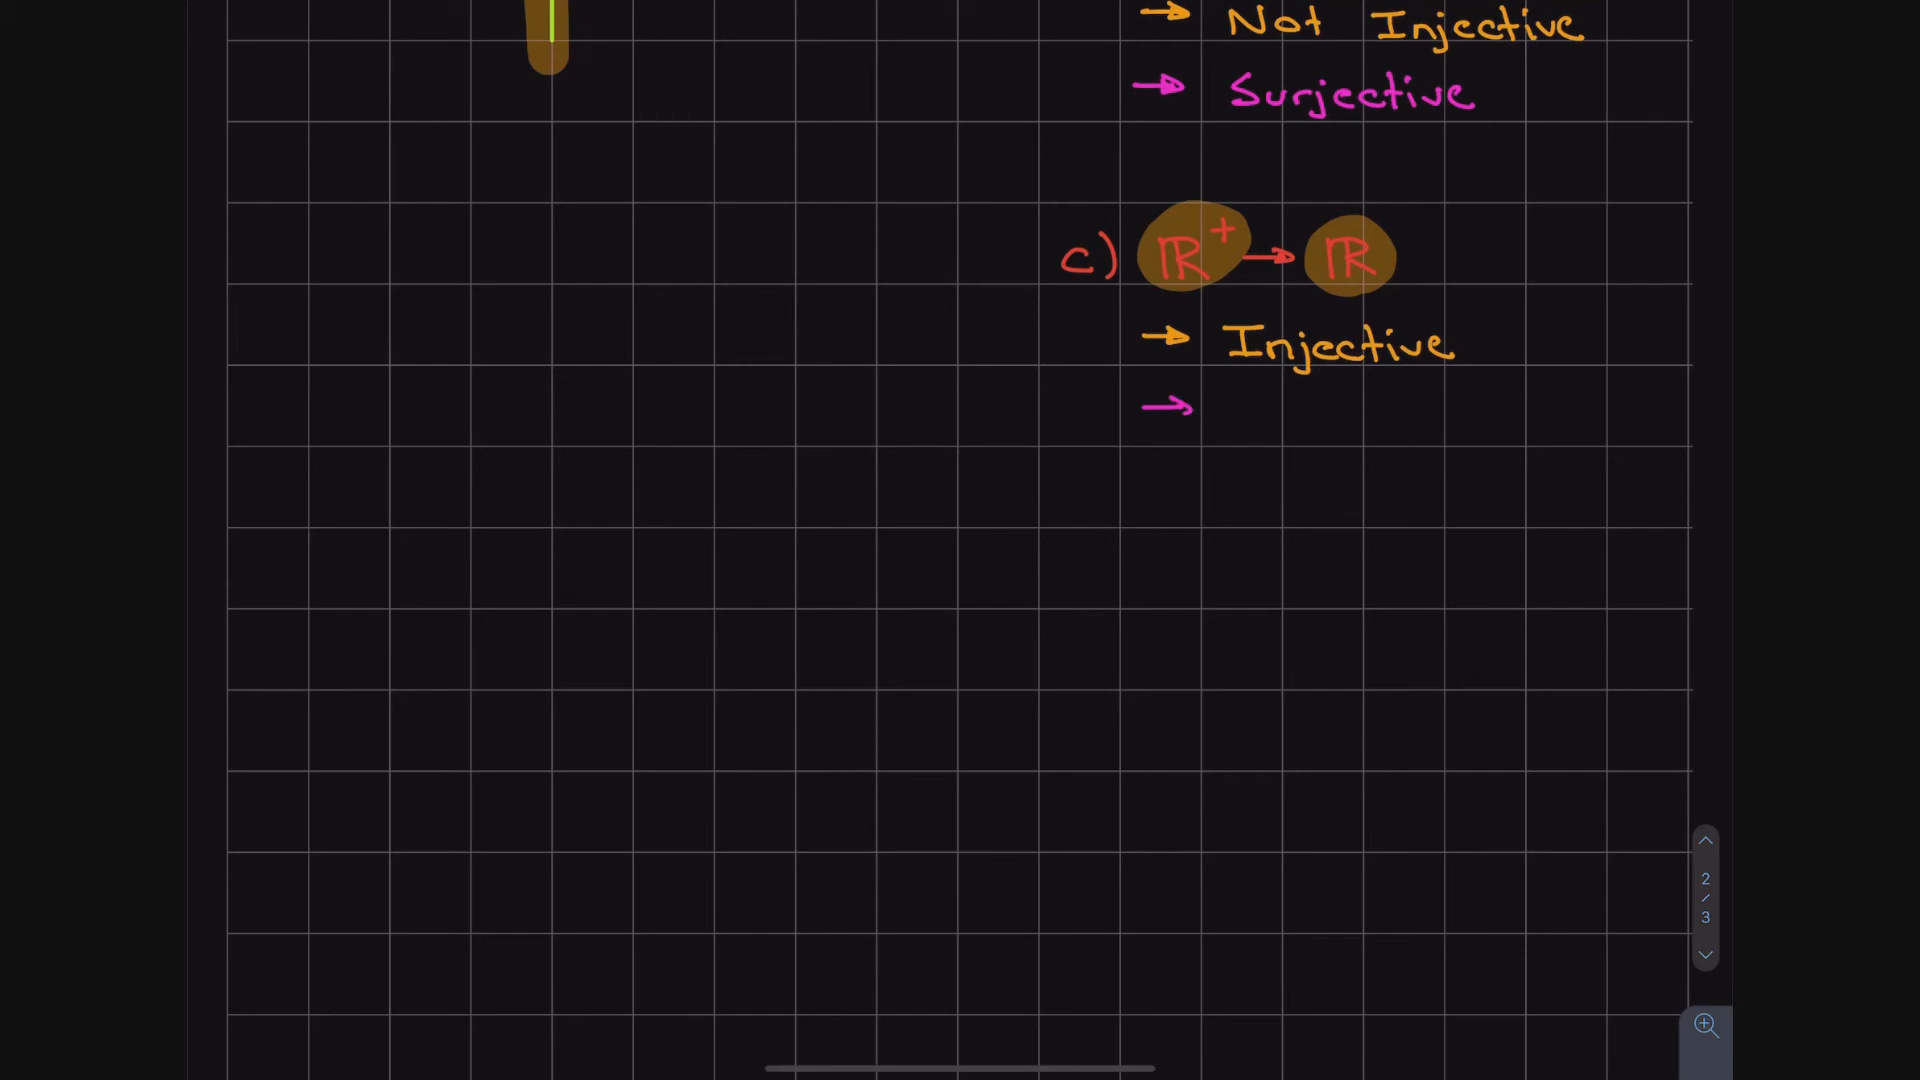 → Not Injective
→ Surjective
c) ℝ⁺ → ℝ
→ Injective
→
2
/
3